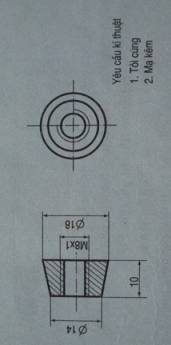 Yêu cầu kĩ thuật
1. Tôi cứng
2. Mạ kẽm
Ø18
M8x1
Ø14
10